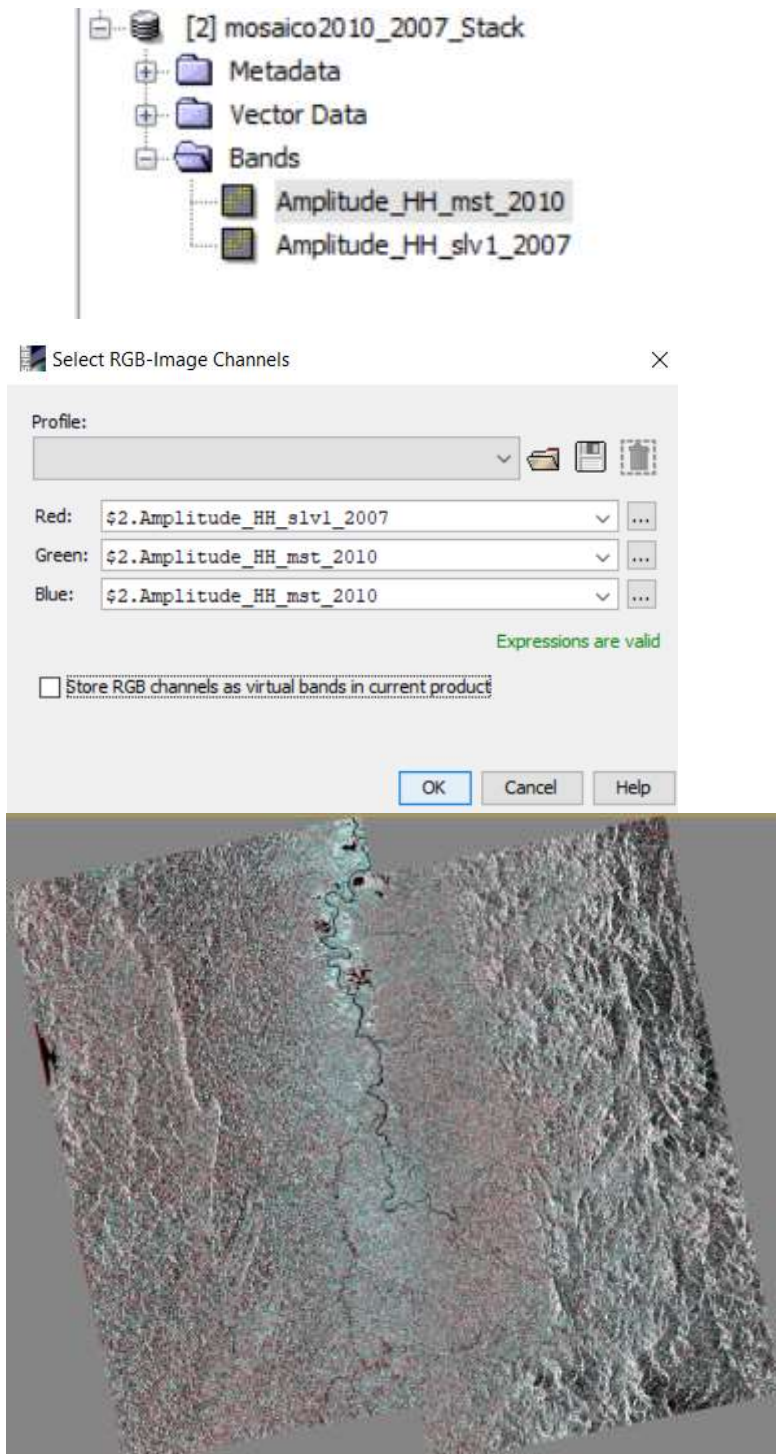 [2] mosaico2010_2007_Stack
Metadata
Vector Data
Bands
Amplitude_HH_mst_2010
Amplitude_HH_slv1_2007
Select RGB-Image Channels
Profile:
Red: $2.Amplitude_HH_slv1_2007 ...
Green: $2.Amplitude_HH_mst_2010 ...
Blue: $2.Amplitude_HH_mst_2010 ...
Expressions are valid
Store RGB channels as virtual bands in current product
OK Cancel Help